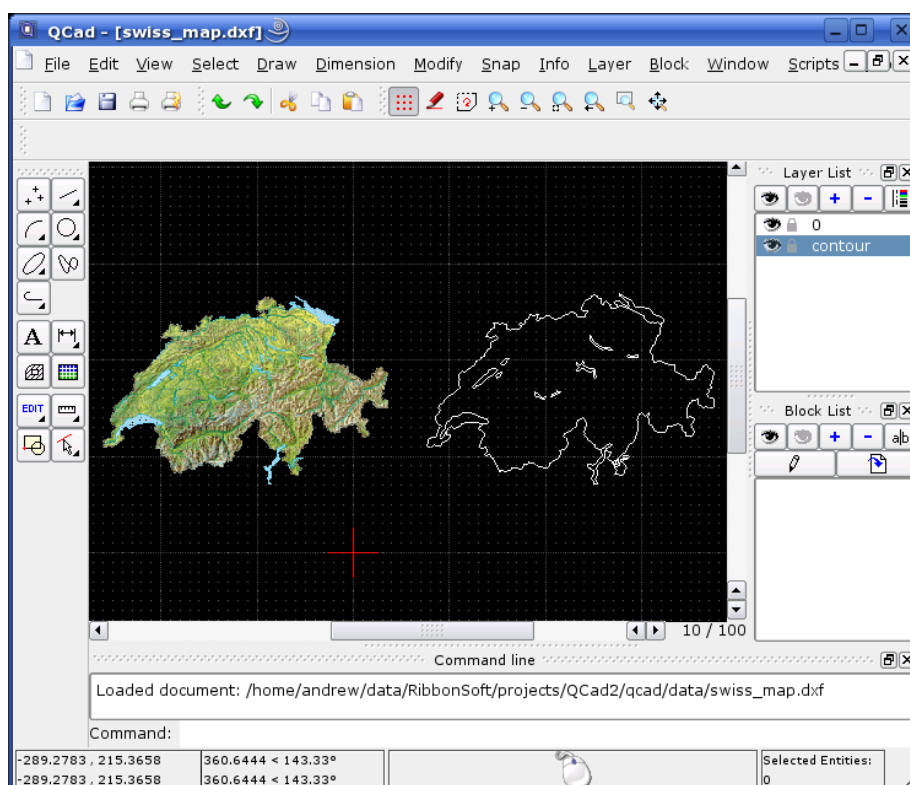 QCad - [swiss_map.dxf]
File Edit View Select Draw Dimension Modify Snap Info Layer Block Window Scripts
Layer List
0
contour
A
EDIT
Block List
a|b
10 / 100
Command line
Loaded document: /home/andrew/data/RibbonSoft/projects/QCad2/qcad/data/swiss_map.dxf
Command:
-289.2783 , 215.3658 360.6444 < 143.33° Selected Entities:
-289.2783 , 215.3658 360.6444 < 143.33° 0